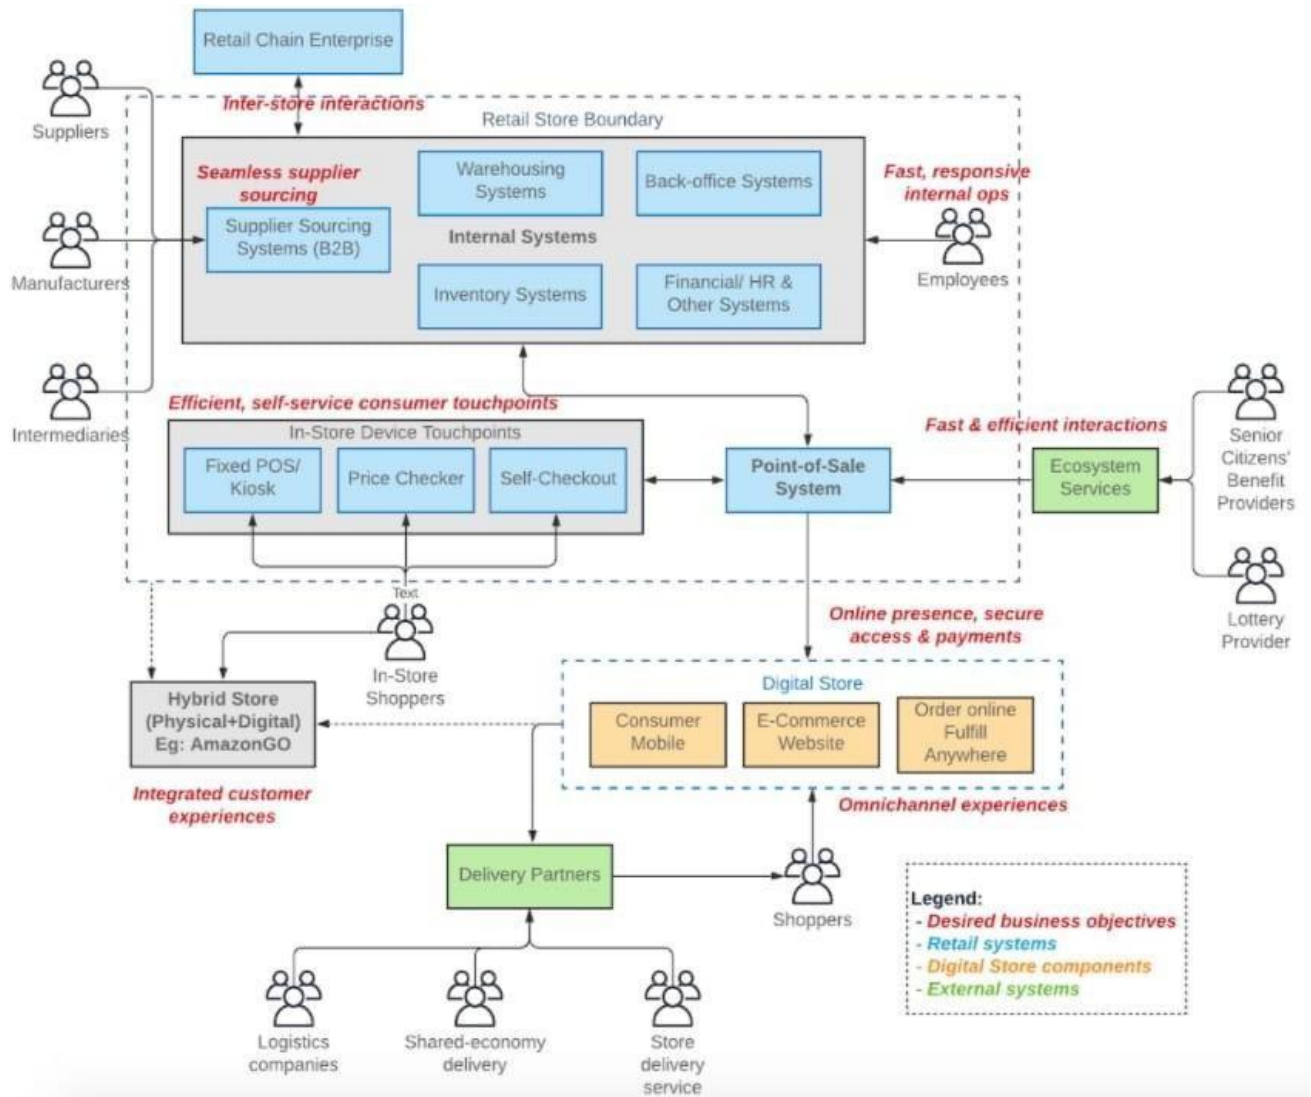 Retail Chain Enterprise
Suppliers
Inter-store interactions
Retail Store Boundary
Seamless supplier
sourcing
Warehousing
Systems
Back-office Systems
Fast, responsive
internal ops
Supplier Sourcing
Systems (B2B)
Internal Systems
Manufacturers
Employees
Inventory Systems
Financial/ HR &
Other Systems
Intermediaries
Efficient, self-service consumer touchpoints
In-Store Device Touchpoints
Fixed POS/
Kiosk
Price Checker
Self-Checkout
Point-of-Sale
System
Fast & efficient interactions
Ecosystem
Services
Senior
Citizens'
Benefit
Providers
Text
In-Store
Shoppers
Online presence, secure
access & payments
Lottery
Provider
Hybrid Store
(Physical+Digital)
Eg: AmazonGO
Integrated customer
experiences
Digital Store
Consumer
Mobile
E-Commerce
Website
Order online
Fulfill
Anywhere
Omnichannel experiences
Delivery Partners
Shoppers
Legend:
- Desired business objectives
- Retail systems
- Digital Store components
- External systems
Logistics
companies
Shared-economy
delivery
Store
delivery
service